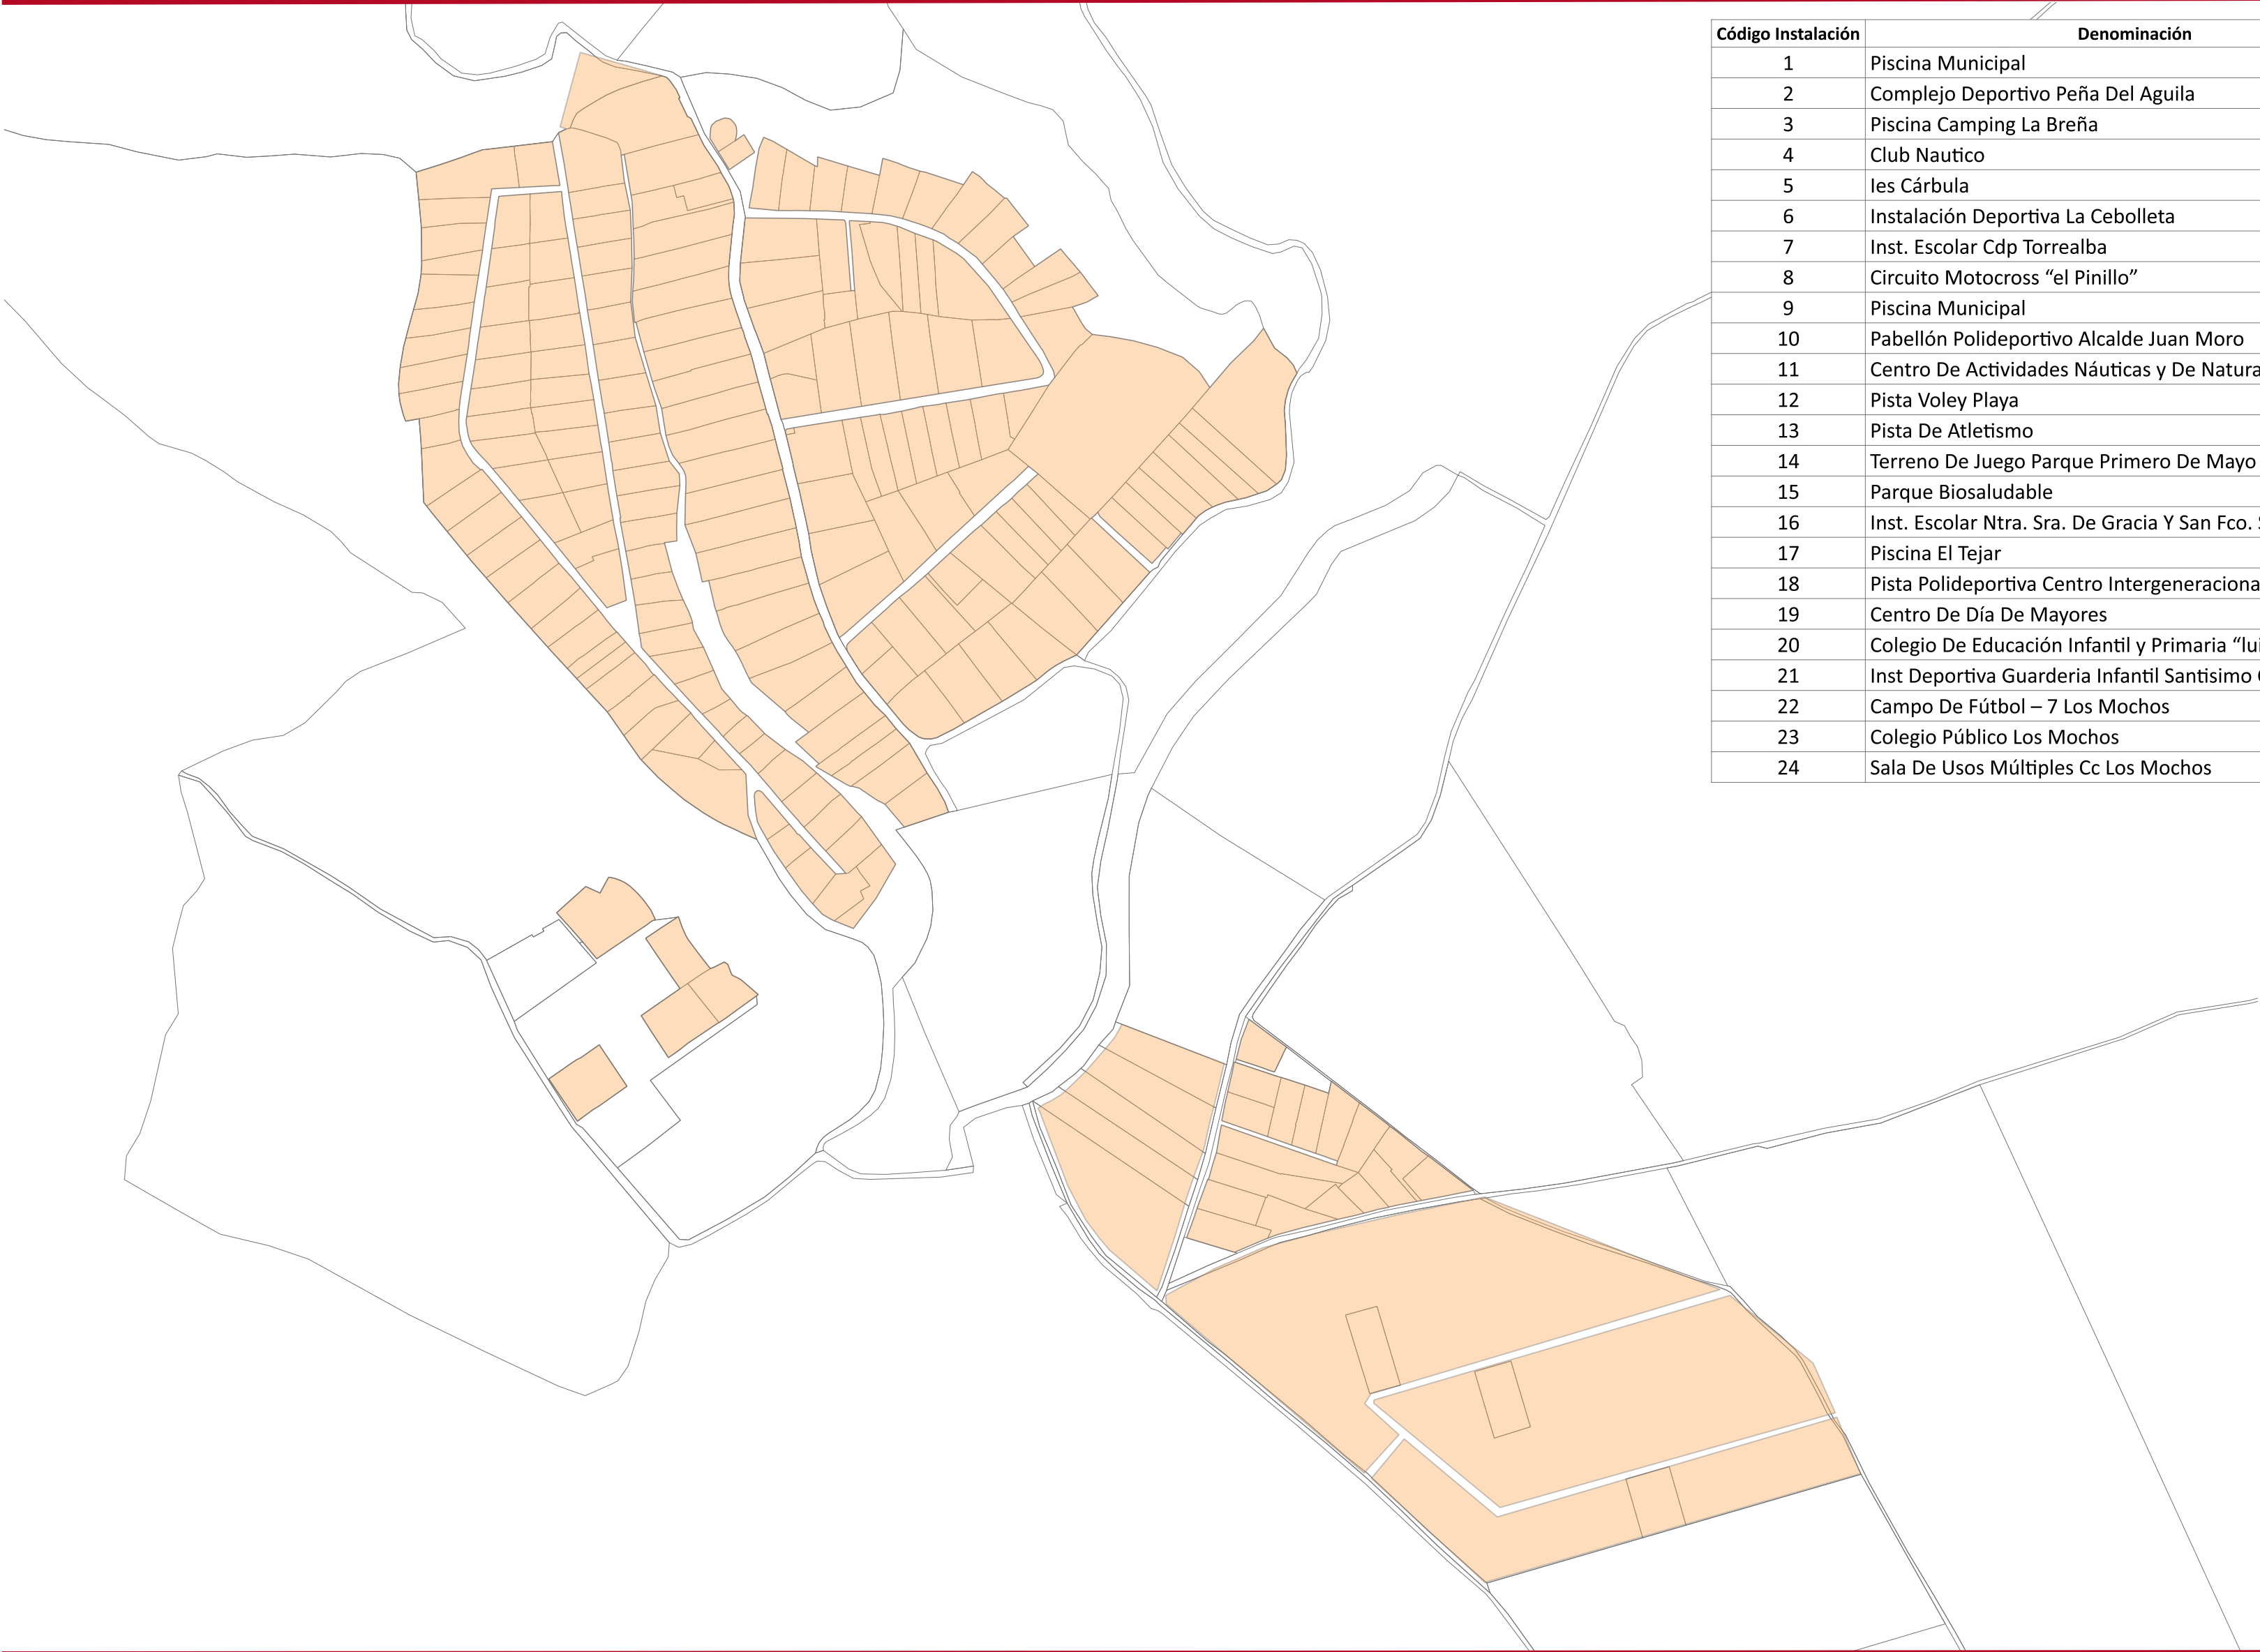 Código Instalación Denominación
1 Piscina Municipal
2 Complejo Deportivo Peña Del Aguila
3 Piscina Camping La Breña
4 Club Nautico
5 Ies Cárbula
6 Instalación Deportiva La Cebolleta
7 Inst. Escolar Cdp Torrealba
8 Circuito Motocross “el Pinillo”
9 Piscina Municipal
10 Pabellón Polideportivo Alcalde Juan Moro
11 Centro De Actividades Náuticas y De Natura
12 Pista Voley Playa
13 Pista De Atletismo
14 Terreno De Juego Parque Primero De Mayo
15 Parque Biosaludable
16 Inst. Escolar Ntra. Sra. De Gracia Y San Fco.
17 Piscina El Tejar
18 Pista Polideportiva Centro Intergeneraciona
19 Centro De Día De Mayores
20 Colegio De Educación Infantil y Primaria “lui
21 Inst Deportiva Guarderia Infantil Santisimo
22 Campo De Fútbol – 7 Los Mochos
23 Colegio Público Los Mochos
24 Sala De Usos Múltiples Cc Los Mochos